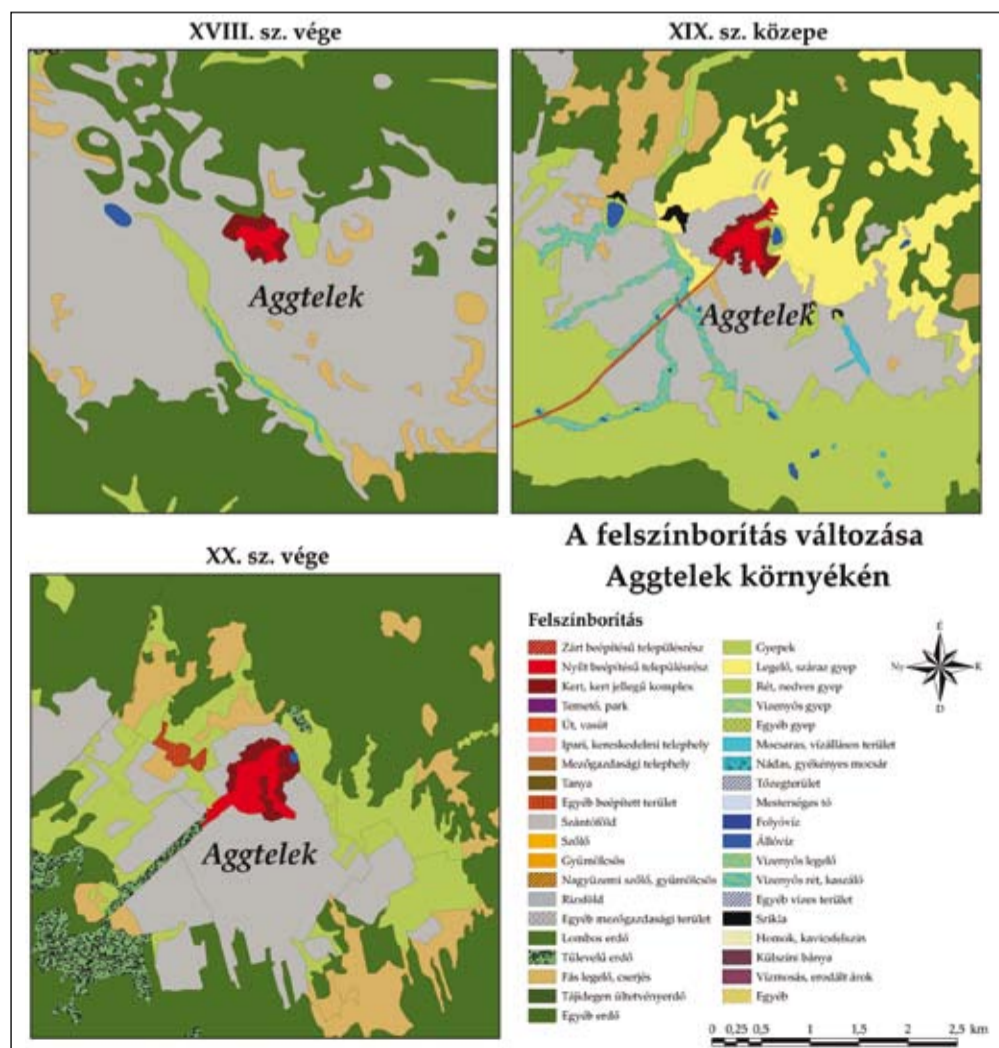 XVIII. sz. vége
XIX. sz. közepe
Aggtelek
Aggtelek
XX. sz. vége
Aggtelek
A felszínborítás változása
Aggtelek környékén
Felszínborítás
Zárt beépítésű településrész
Nyílt beépítésű településrész
Kert, kert jellegű komplex
Temető, park
Út, vasút
Ipari, kereskedelmi telephely
Mezőgazdasági telephely
Tanya
Egyéb beépített terület
Szántóföld
Szőlő
Gyümölcsös
Nagyüzemi szőlő, gyümölcsös
Rizsföld
Egyéb mezőgazdasági terület
Lombos erdő
Tűlevelű erdő
Fás legelő, cserjés
Tájidegen ültetvényerdő
Egyéb erdő
Gyepek
Legelő, száraz gyep
Rét, nedves gyep
Vizenyős gyep
Egyéb gyep
Mocsaras, vízállásos terület
Nádas, gyékényes mocsár
Tőzegterület
Mesterséges tó
Folyóvíz
Állóvíz
Vizenyős legelő
Vizenyős rét, kaszáló
Egyéb vizes terület
Szikla
Homok, kavicsfelszín
Külszíni bánya
Vízmosás, erodált árok
Egyéb
É
Ny K
D
0 0,25 0,5 1 1,5 2 2,5 km